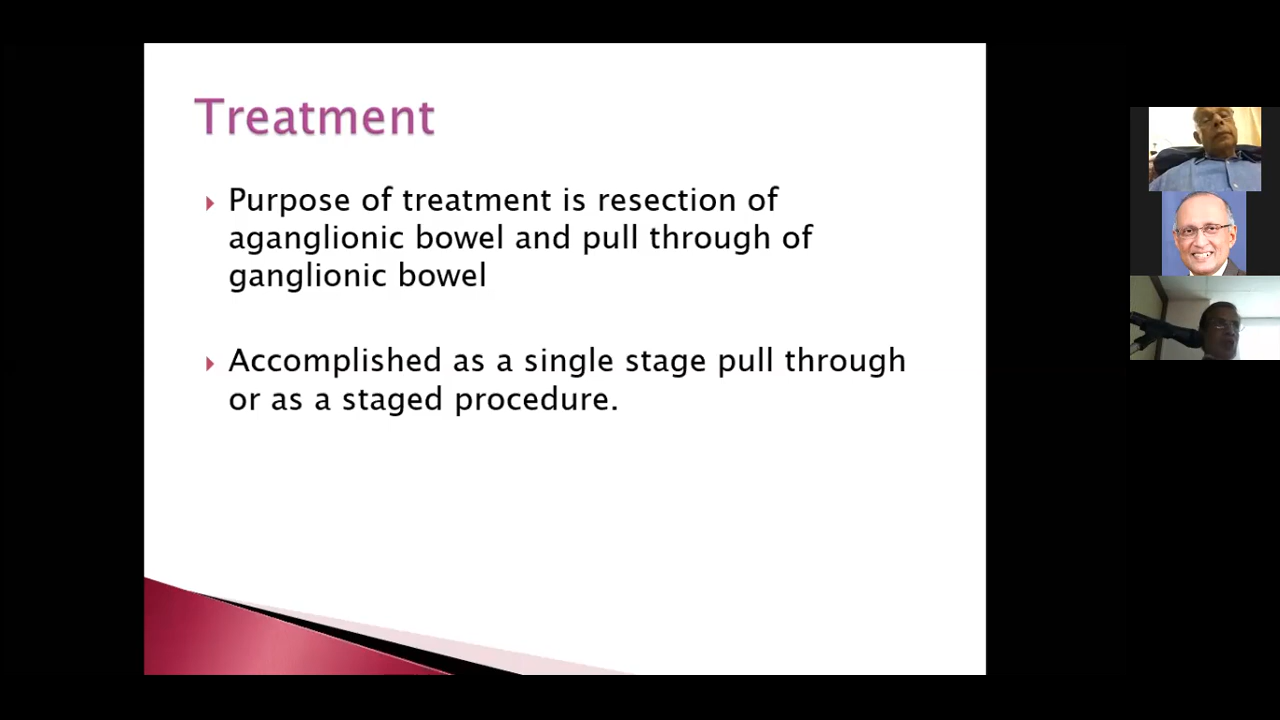 Treatment
Purpose of treatment is resection of
aganglionic bowel and pull through of
ganglionic bowel
Accomplished as a single stage pull through
or as a staged procedure.